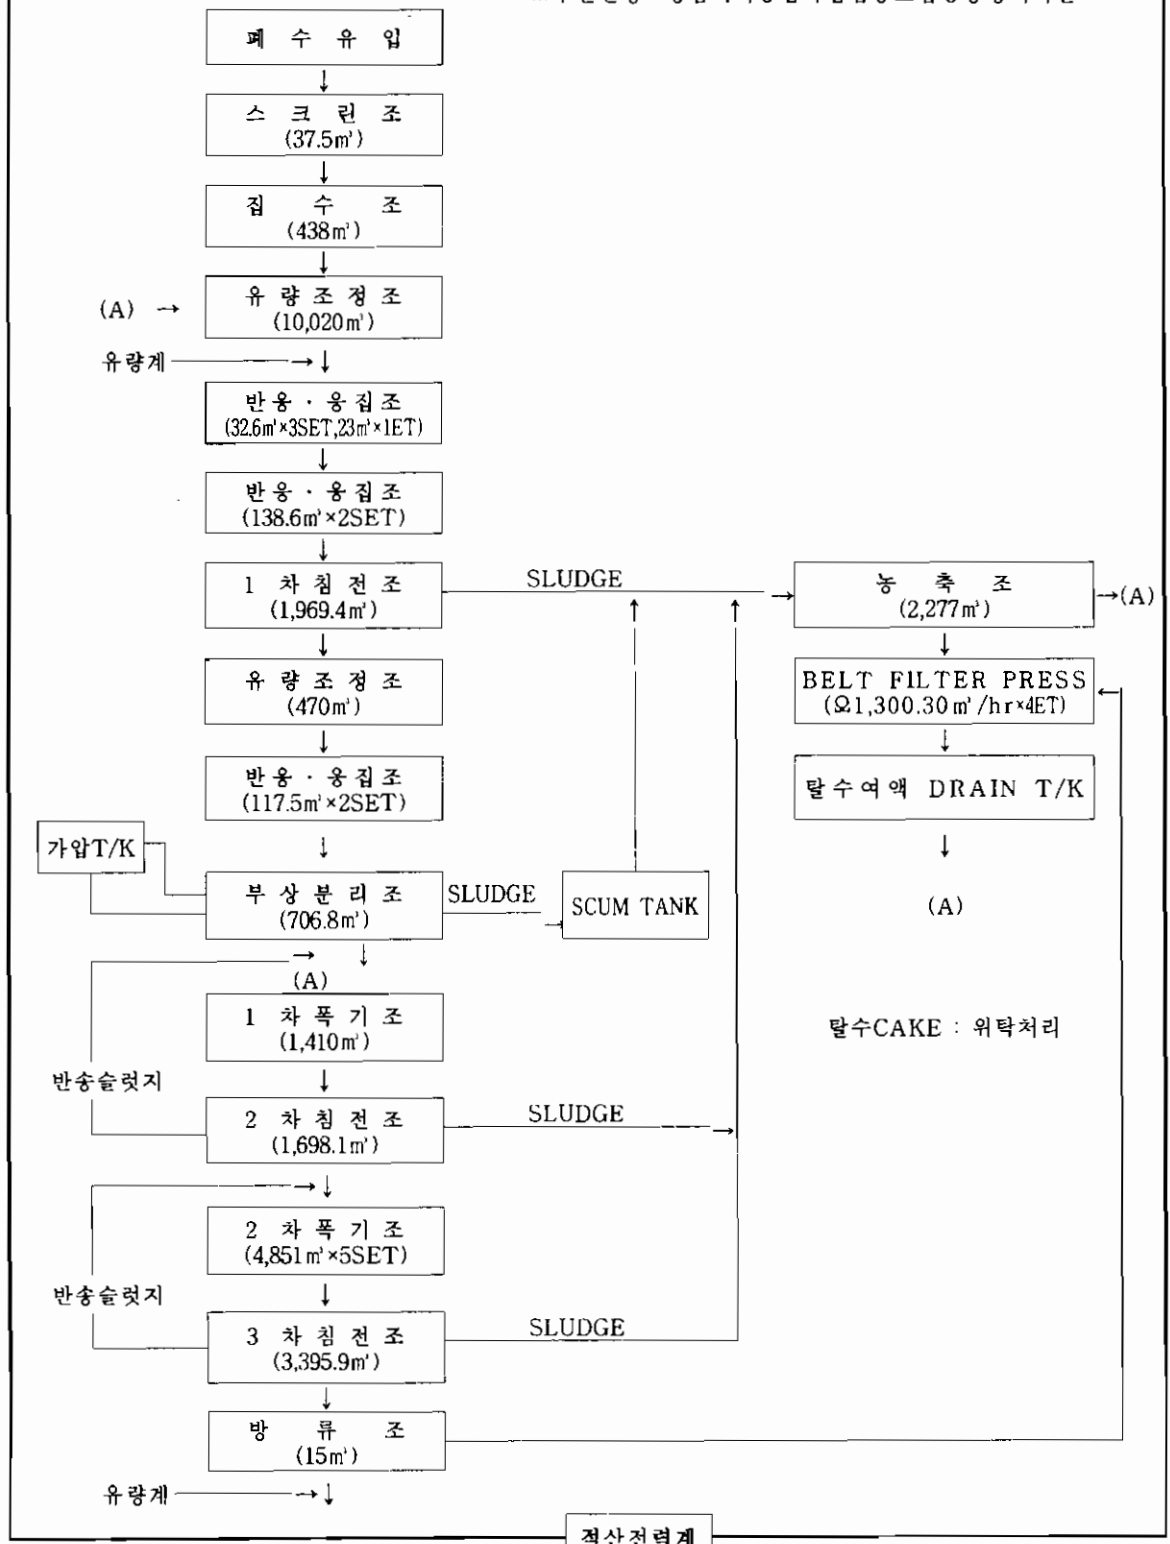 폐 수 유 입
스 크 린 조
(37.5㎥)
집 수 조
(438㎥)
(A) → 유 량 조 정 조
(10,020㎥)
유량계
반 응 · 응 집 조
(32.6㎥×3SET,23㎥×1ET)
반 응 · 응 집 조
(138.6㎥×2SET)
1 차 침 전 조
(1,969.4㎥)
SLUDGE
농 축 조
(2,277㎥)
→(A)
유 량 조 정 조
(470㎥)
BELT FILTER PRESS
(Ω1,300.30㎥/hr×4ET)
반 응 · 응 집 조
(117.5㎥×2SET)
탈수여액 DRAIN T/K
가압T/K
부 상 분 리 조
(706.8㎥)
SLUDGE
SCUM TANK
(A)
(A)
1 차 폭 기 조
(1,410㎥)
탈수CAKE : 위탁처리
반송슬럿지
2 차 침 전 조
(1,698.1㎥)
SLUDGE
2 차 폭 기 조
(4,851㎥×5SET)
반송슬럿지
3 차 침 전 조
(3,395.9㎥)
SLUDGE
방 류 조
(15㎥)
유량계
적산전력계